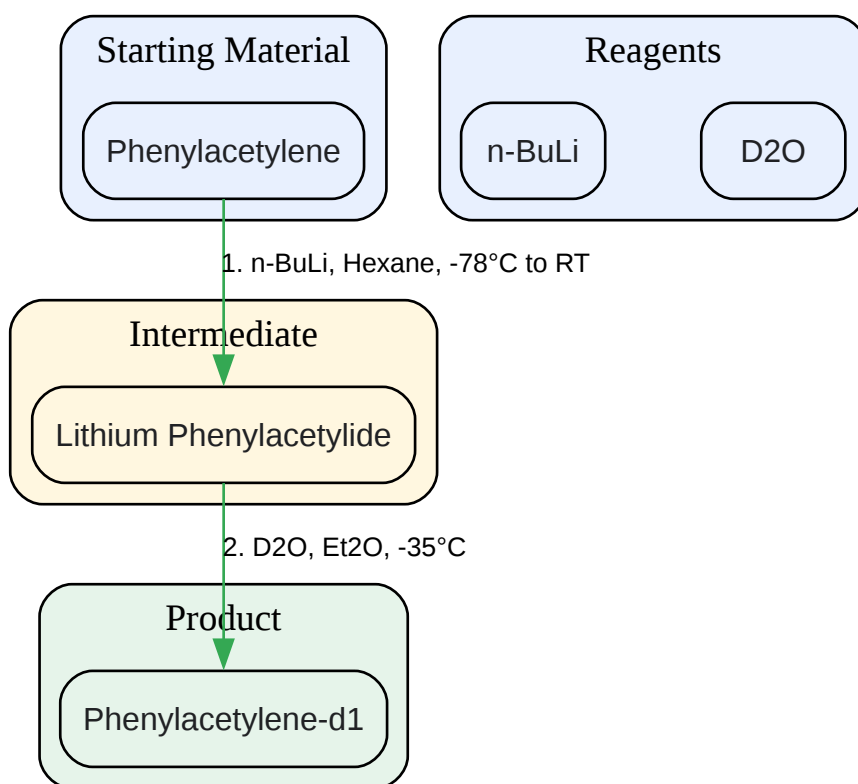 Starting Material
Reagents
Phenylacetylene
n-BuLi
D2O
1. n-BuLi, Hexane, -78°C to RT
Intermediate
Lithium Phenylacetylide
2. D2O, Et2O, -35°C
Product
Phenylacetylene-d1